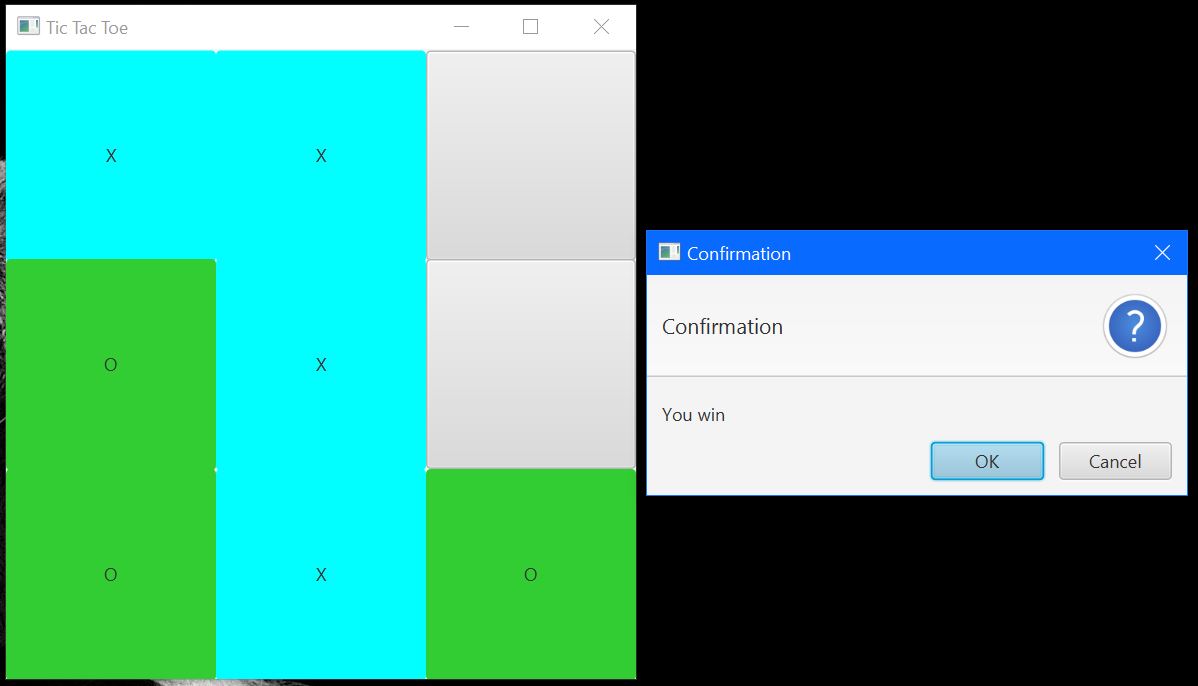 Tic Tac Toe
X X
O X
O X O
Confirmation
Confirmation
?
You win
OK Cancel